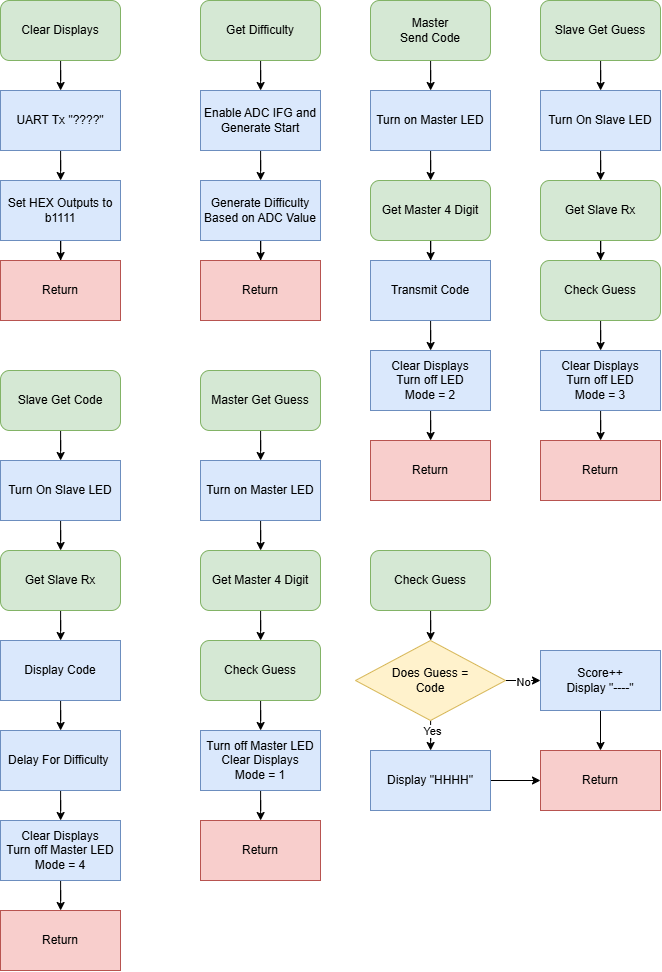 Clear Displays
UART Tx "????"
Set HEX Outputs to
b1111
Return
Get Difficulty
Enable ADC IFG and
Generate Start
Generate Difficulty
Based on ADC Value
Return
Master
Send Code
Turn on Master LED
Get Master 4 Digit
Transmit Code
Clear Displays
Turn off LED
Mode = 2
Return
Slave Get Guess
Turn On Slave LED
Get Slave Rx
Check Guess
Clear Displays
Turn off LED
Mode = 3
Return
Slave Get Code
Turn On Slave LED
Get Slave Rx
Display Code
Delay For Difficulty
Clear Displays
Turn off Master LED
Mode = 4
Return
Master Get Guess
Turn on Master LED
Get Master 4 Digit
Check Guess
Turn off Master LED
Clear Displays
Mode = 1
Return
Check Guess
Does Guess =
Code
No
Score++
Display "----"
Yes
Display "HHHH"
Return